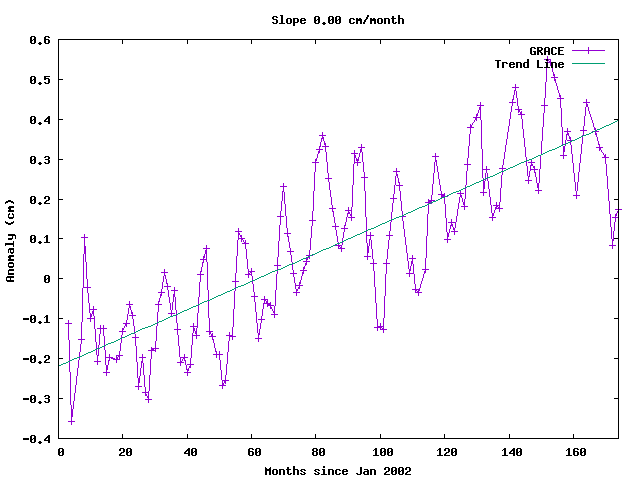 Slope 0.00 cm/month
GRACE
Trend Line
0.6
0.5
0.4
0.3
0.2
0.1
0
-0.1
-0.2
-0.3
-0.4
Anomaly (cm)
0 20 40 60 80 100 120 140 160
Months since Jan 2002